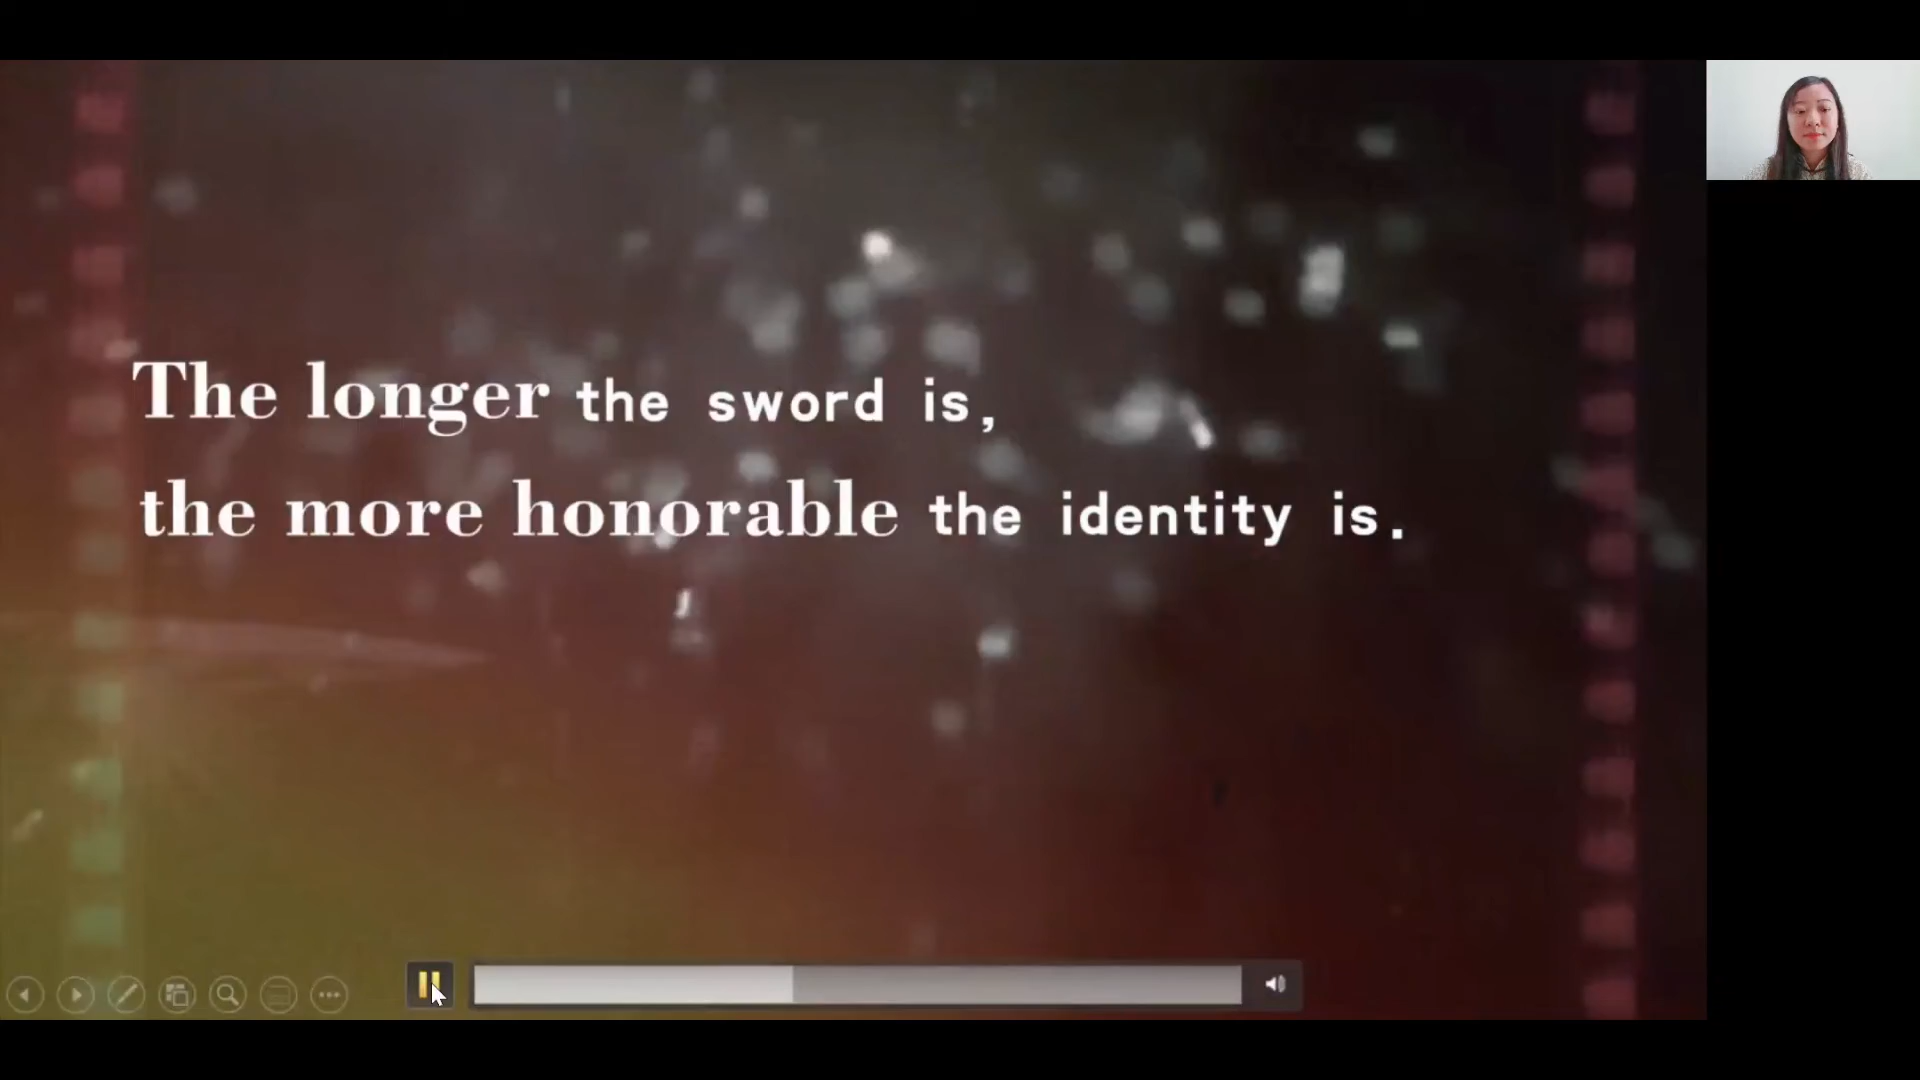 The longer the sword is,
the more honorable the identity is.